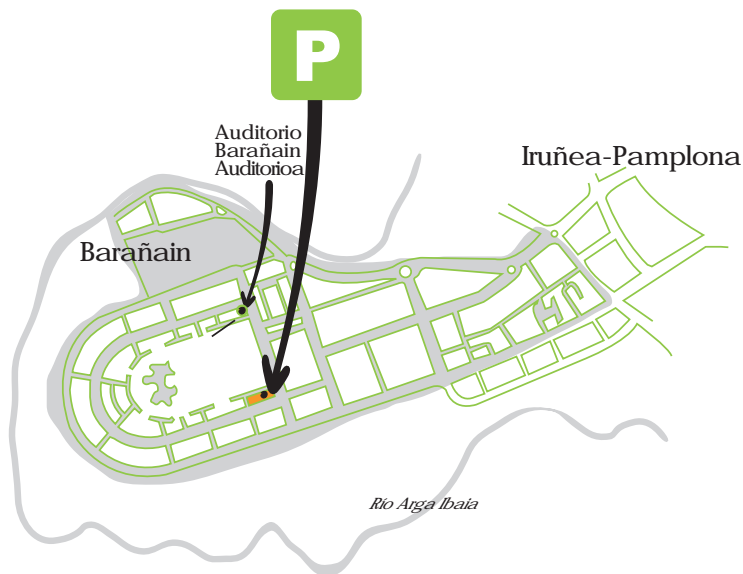 P
Auditorio
Barañain
Auditorioa
Iruñea-Pamplona
Barañain
Río Arga Ibaia